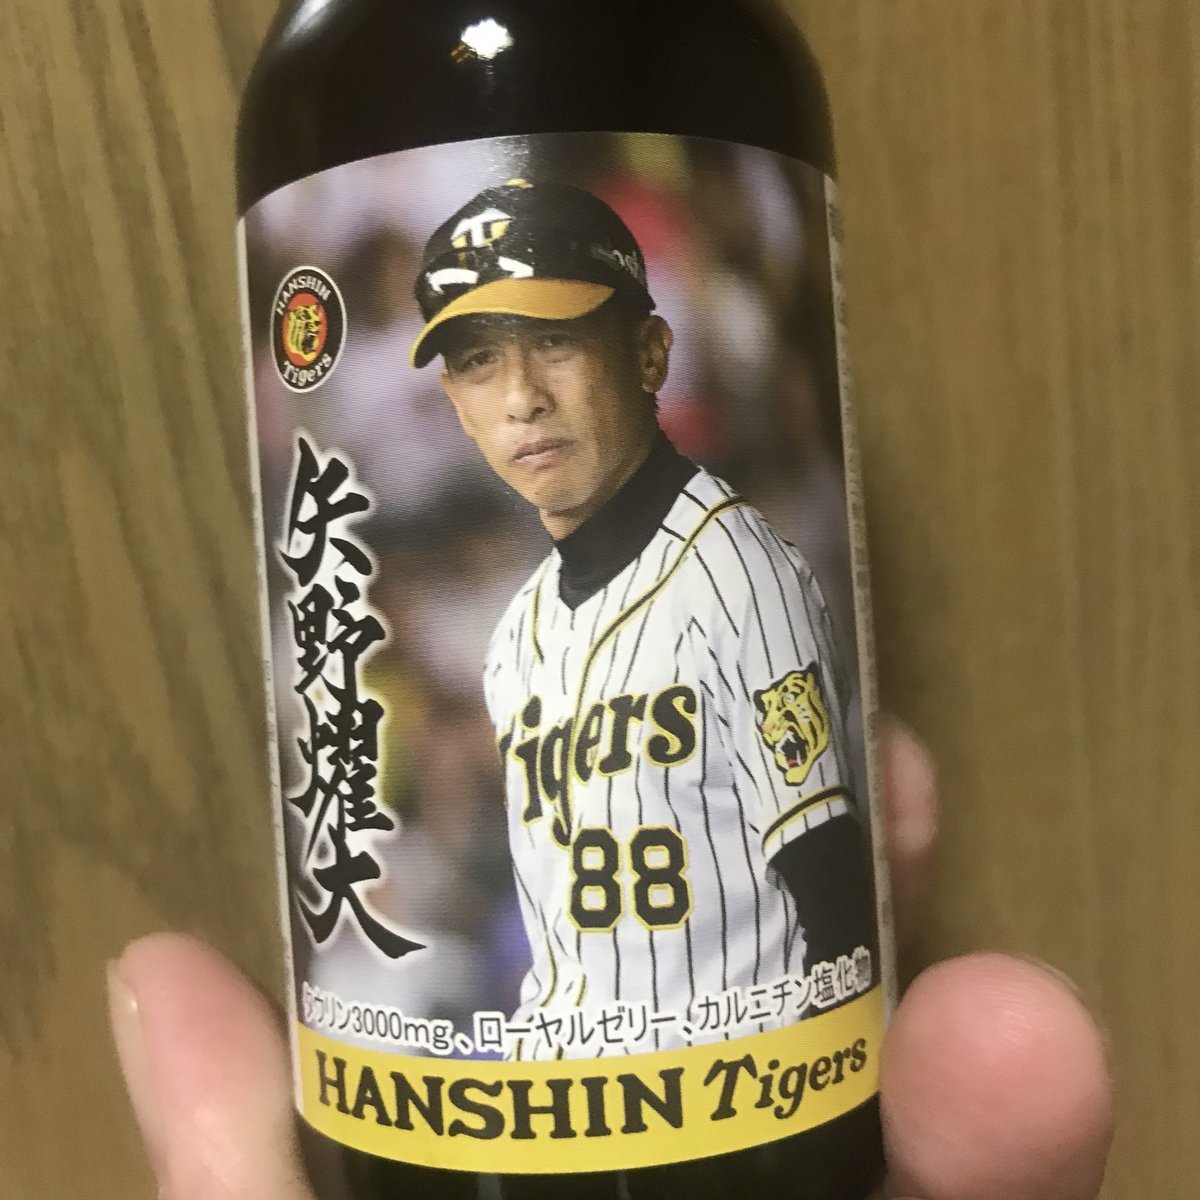 HANSHIN
Tigers
矢野燿大
Tigers
88
タウリン3000mg、ローヤルゼリー、カルニチン塩化物
HANSHIN Tigers